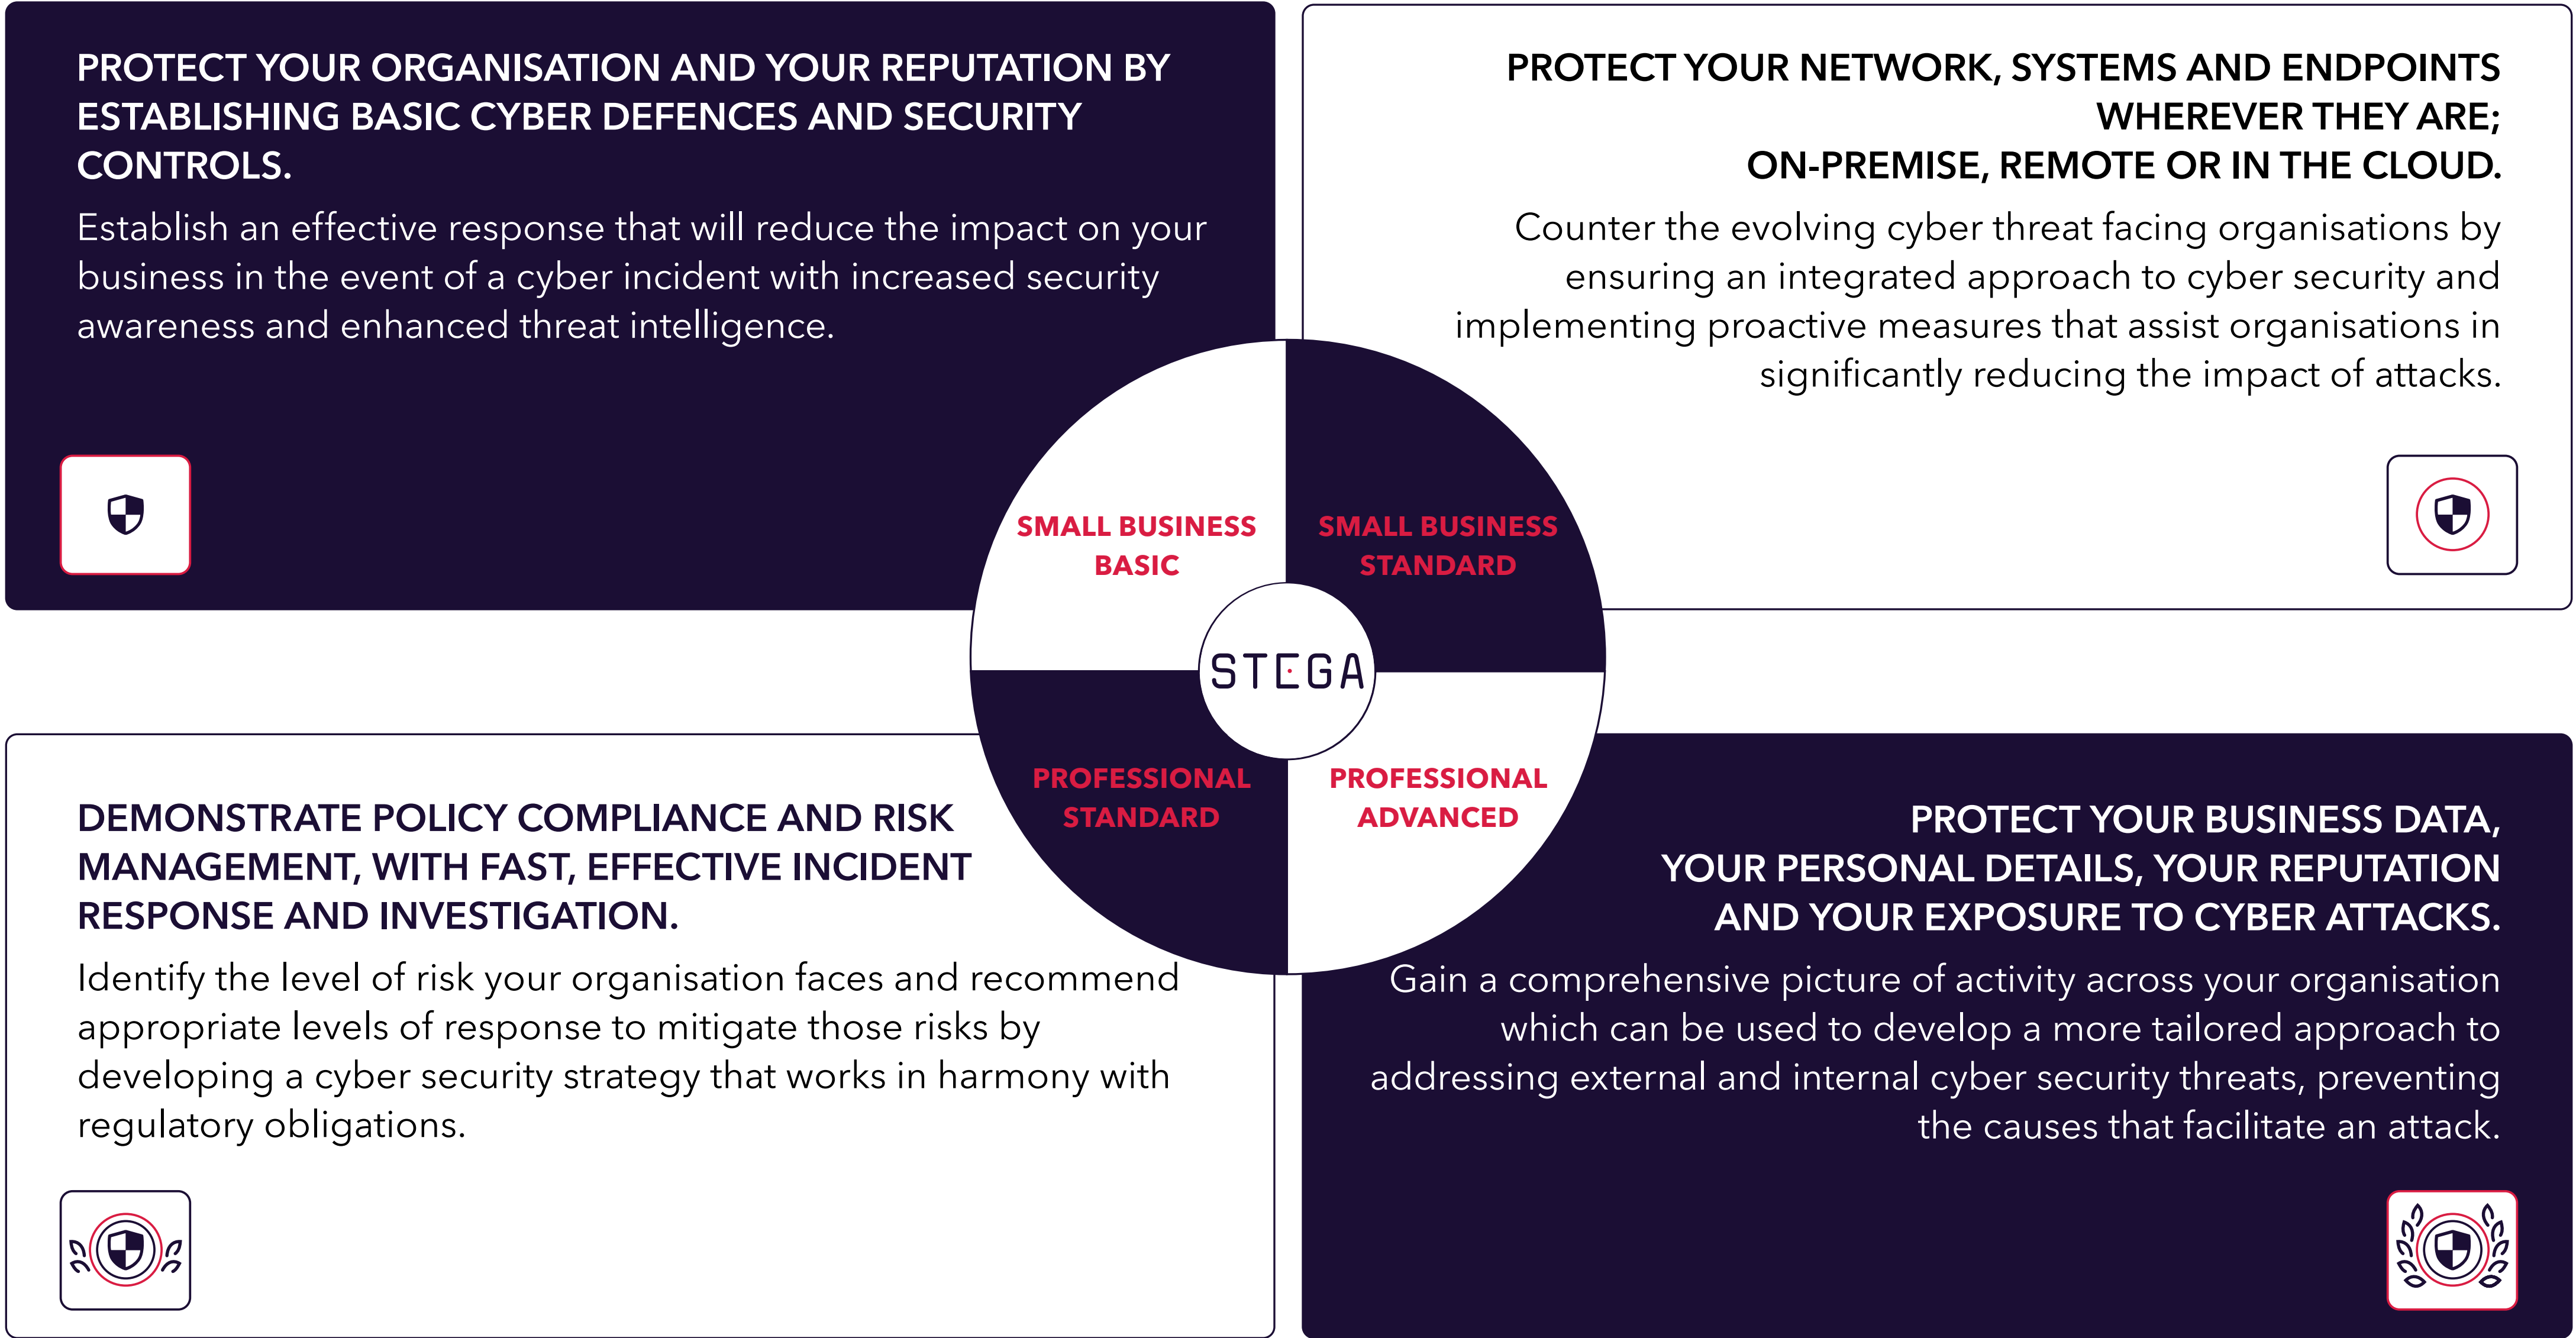 PROTECT YOUR ORGANISATION AND YOUR REPUTATION BY
ESTABLISHING BASIC CYBER DEFENCES AND SECURITY
CONTROLS.
Establish an effective response that will reduce the impact on your
business in the event of a cyber incident with increased security
awareness and enhanced threat intelligence.
PROTECT YOUR NETWORK, SYSTEMS AND ENDPOINTS
WHEREVER THEY ARE;
ON-PREMISE, REMOTE OR IN THE CLOUD.
Counter the evolving cyber threat facing organisations by
ensuring an integrated approach to cyber security and
implementing proactive measures that assist organisations in
significantly reducing the impact of attacks.
SMALL BUSINESS
BASIC
SMALL BUSINESS
STANDARD
STEGA
PROFESSIONAL
STANDARD
PROFESSIONAL
ADVANCED
DEMONSTRATE POLICY COMPLIANCE AND RISK
MANAGEMENT, WITH FAST, EFFECTIVE INCIDENT
RESPONSE AND INVESTIGATION.
Identify the level of risk your organisation faces and recommend
appropriate levels of response to mitigate those risks by
developing a cyber security strategy that works in harmony with
regulatory obligations.
PROTECT YOUR BUSINESS DATA,
YOUR PERSONAL DETAILS, YOUR REPUTATION
AND YOUR EXPOSURE TO CYBER ATTACKS.
Gain a comprehensive picture of activity across your organisation
which can be used to develop a more tailored approach to
addressing external and internal cyber security threats, preventing
the causes that facilitate an attack.